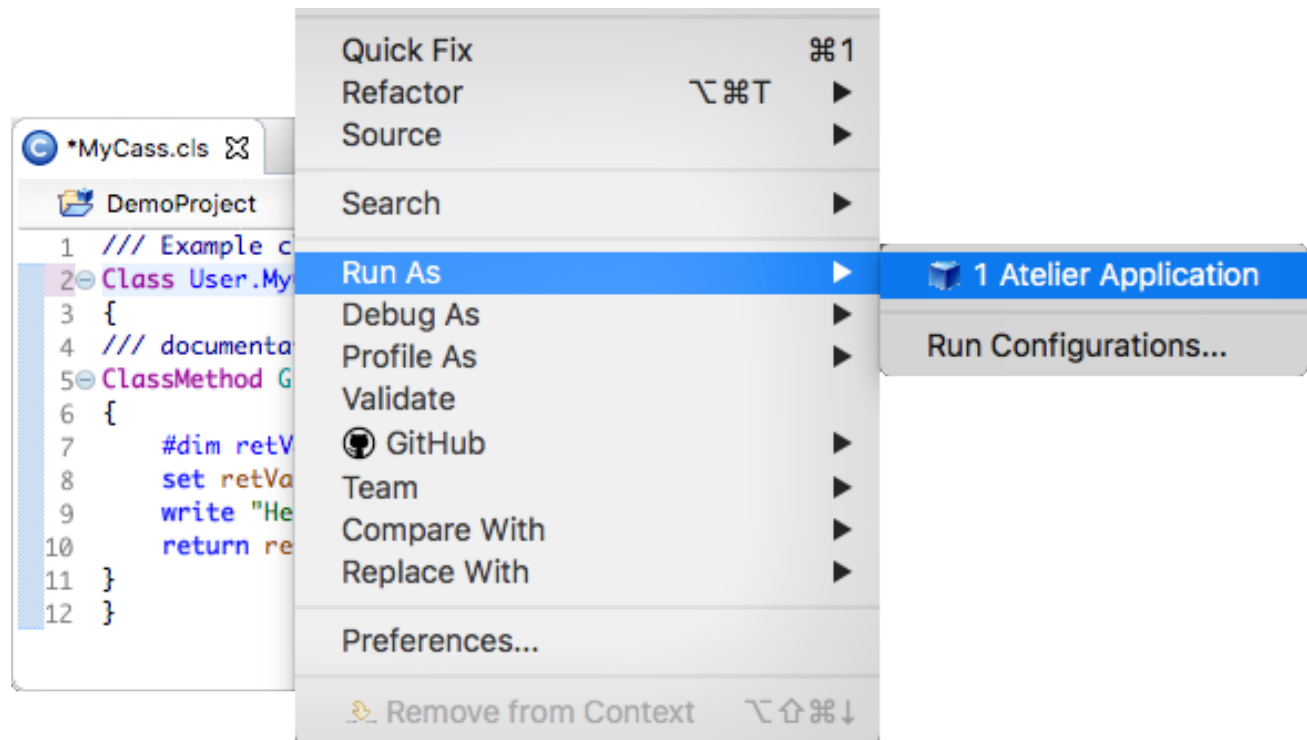 *MyCass.cls
DemoProject
1 /// Example c
2 Class User.My
3 {
4 /// documenta
5 ClassMethod G
6 {
7 #dim retV
8 set retVa
9 write "He
10 return re
11 }
12 }
Quick Fix ⌘1
Refactor ⌥⌘T ▶
Source ▶
Search ▶
Run As ▶
Debug As ▶
Profile As ▶
Validate
GitHub ▶
Team ▶
Compare With ▶
Replace With ▶
Preferences...
Remove from Context ⌥⇧⌘↓
1 Atelier Application
Run Configurations...